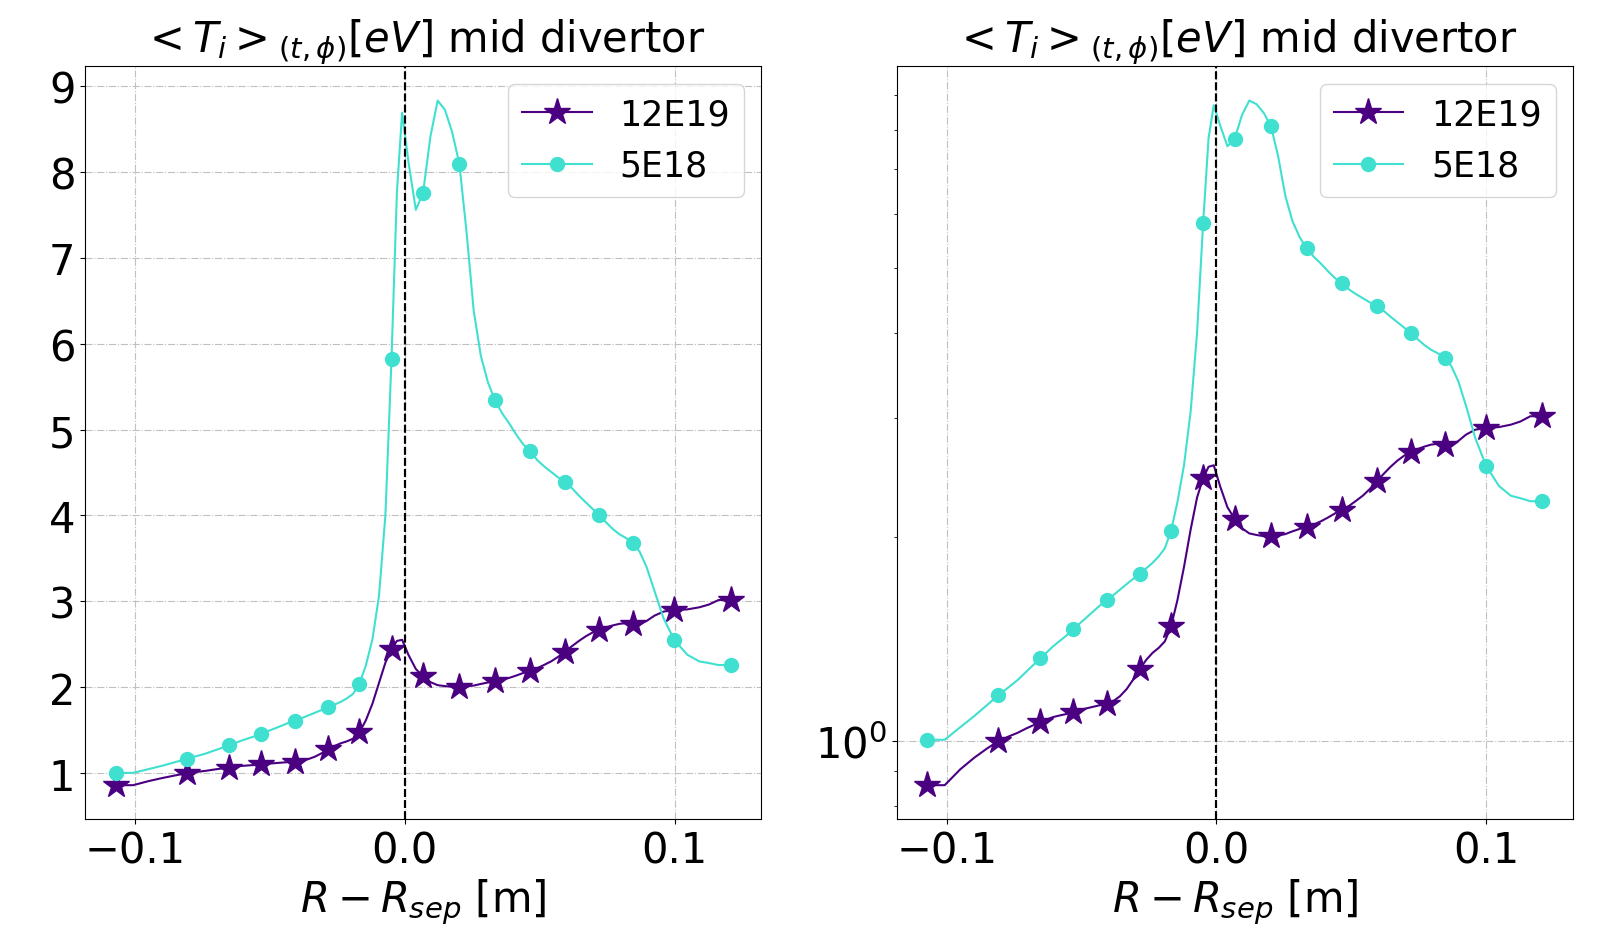 < T_i >_(t, ϕ)[eV] mid divertor
12E19
5E18
9
8
7
6
5
4
3
2
1
−0.1 0.0 0.1
R − R_sep [m]
< T_i >_(t, ϕ)[eV] mid divertor
12E19
5E18
10^0
−0.1 0.0 0.1
R − R_sep [m]